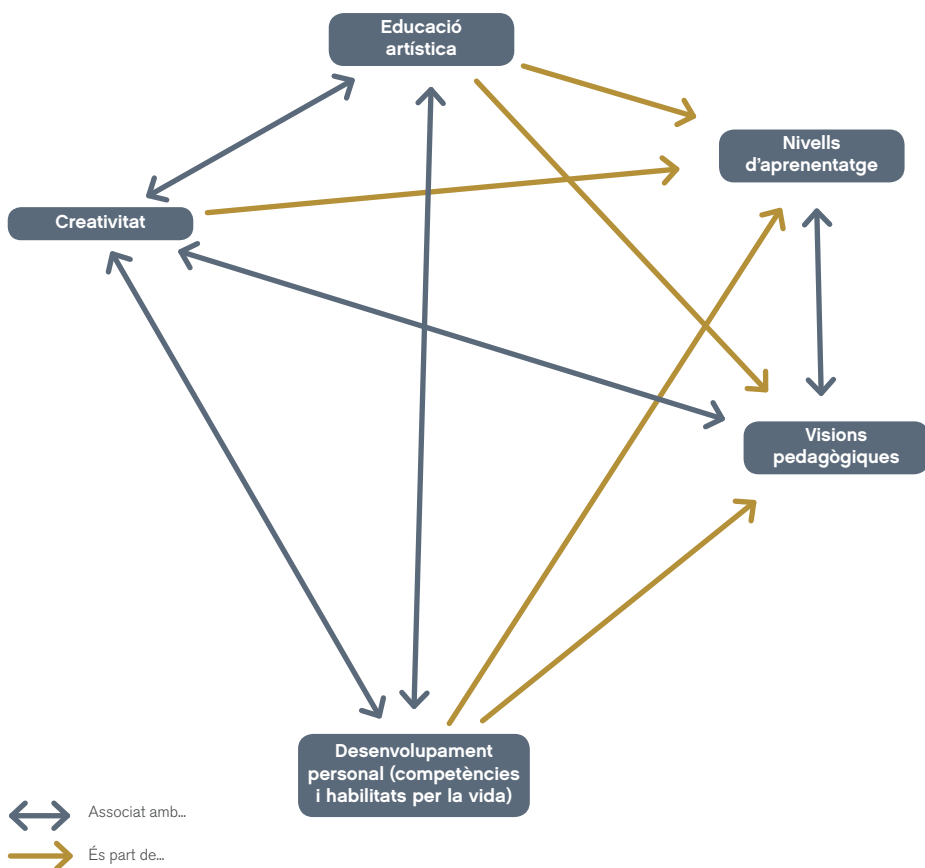 Educació
artística
Nivells
d'aprenentatge
Creativitat
Visions
pedagògiques
Desenvolupament
personal (competències
i habilitats per la vida)
Associat amb...
És part de...